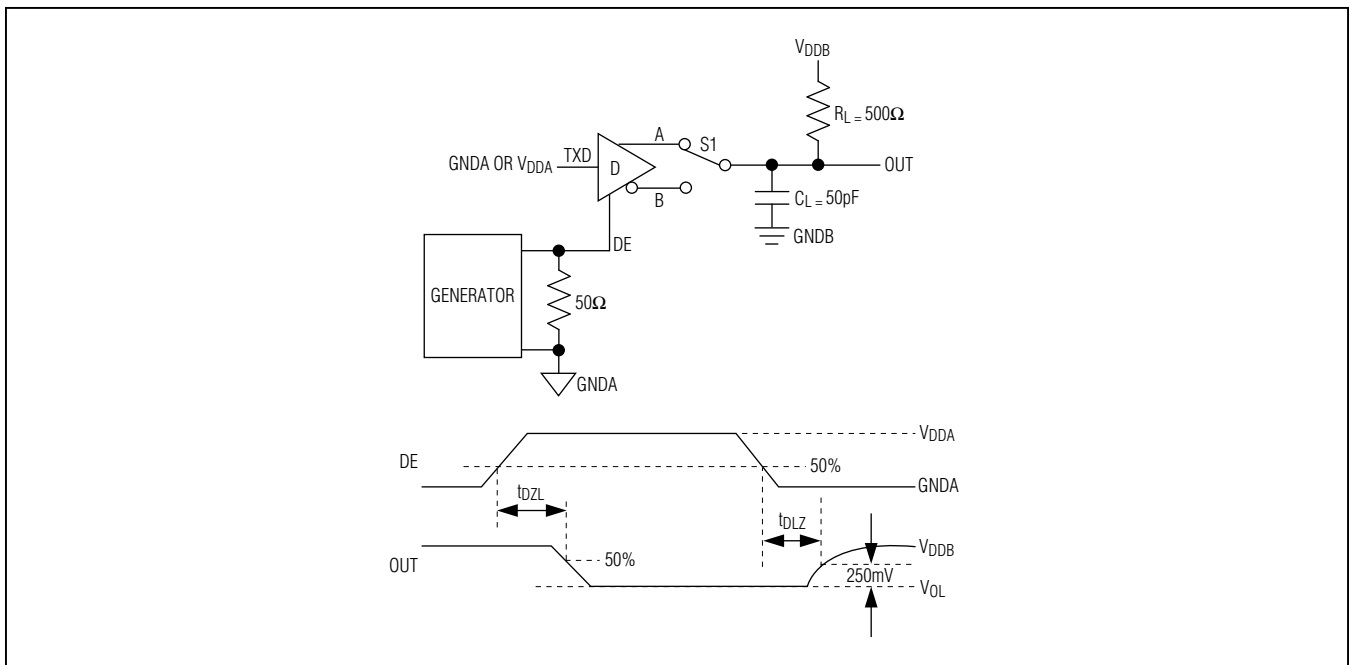 VDDB
RL = 500Ω
A
S1
GNDA OR VDDA
TXD
D
OUT
B
CL = 50pF
GNDB
DE
GENERATOR
50Ω
GNDA
VDDA
DE
50%
GNDA
tDZL
tDLZ
VDDB
OUT
50%
250mV
VOL